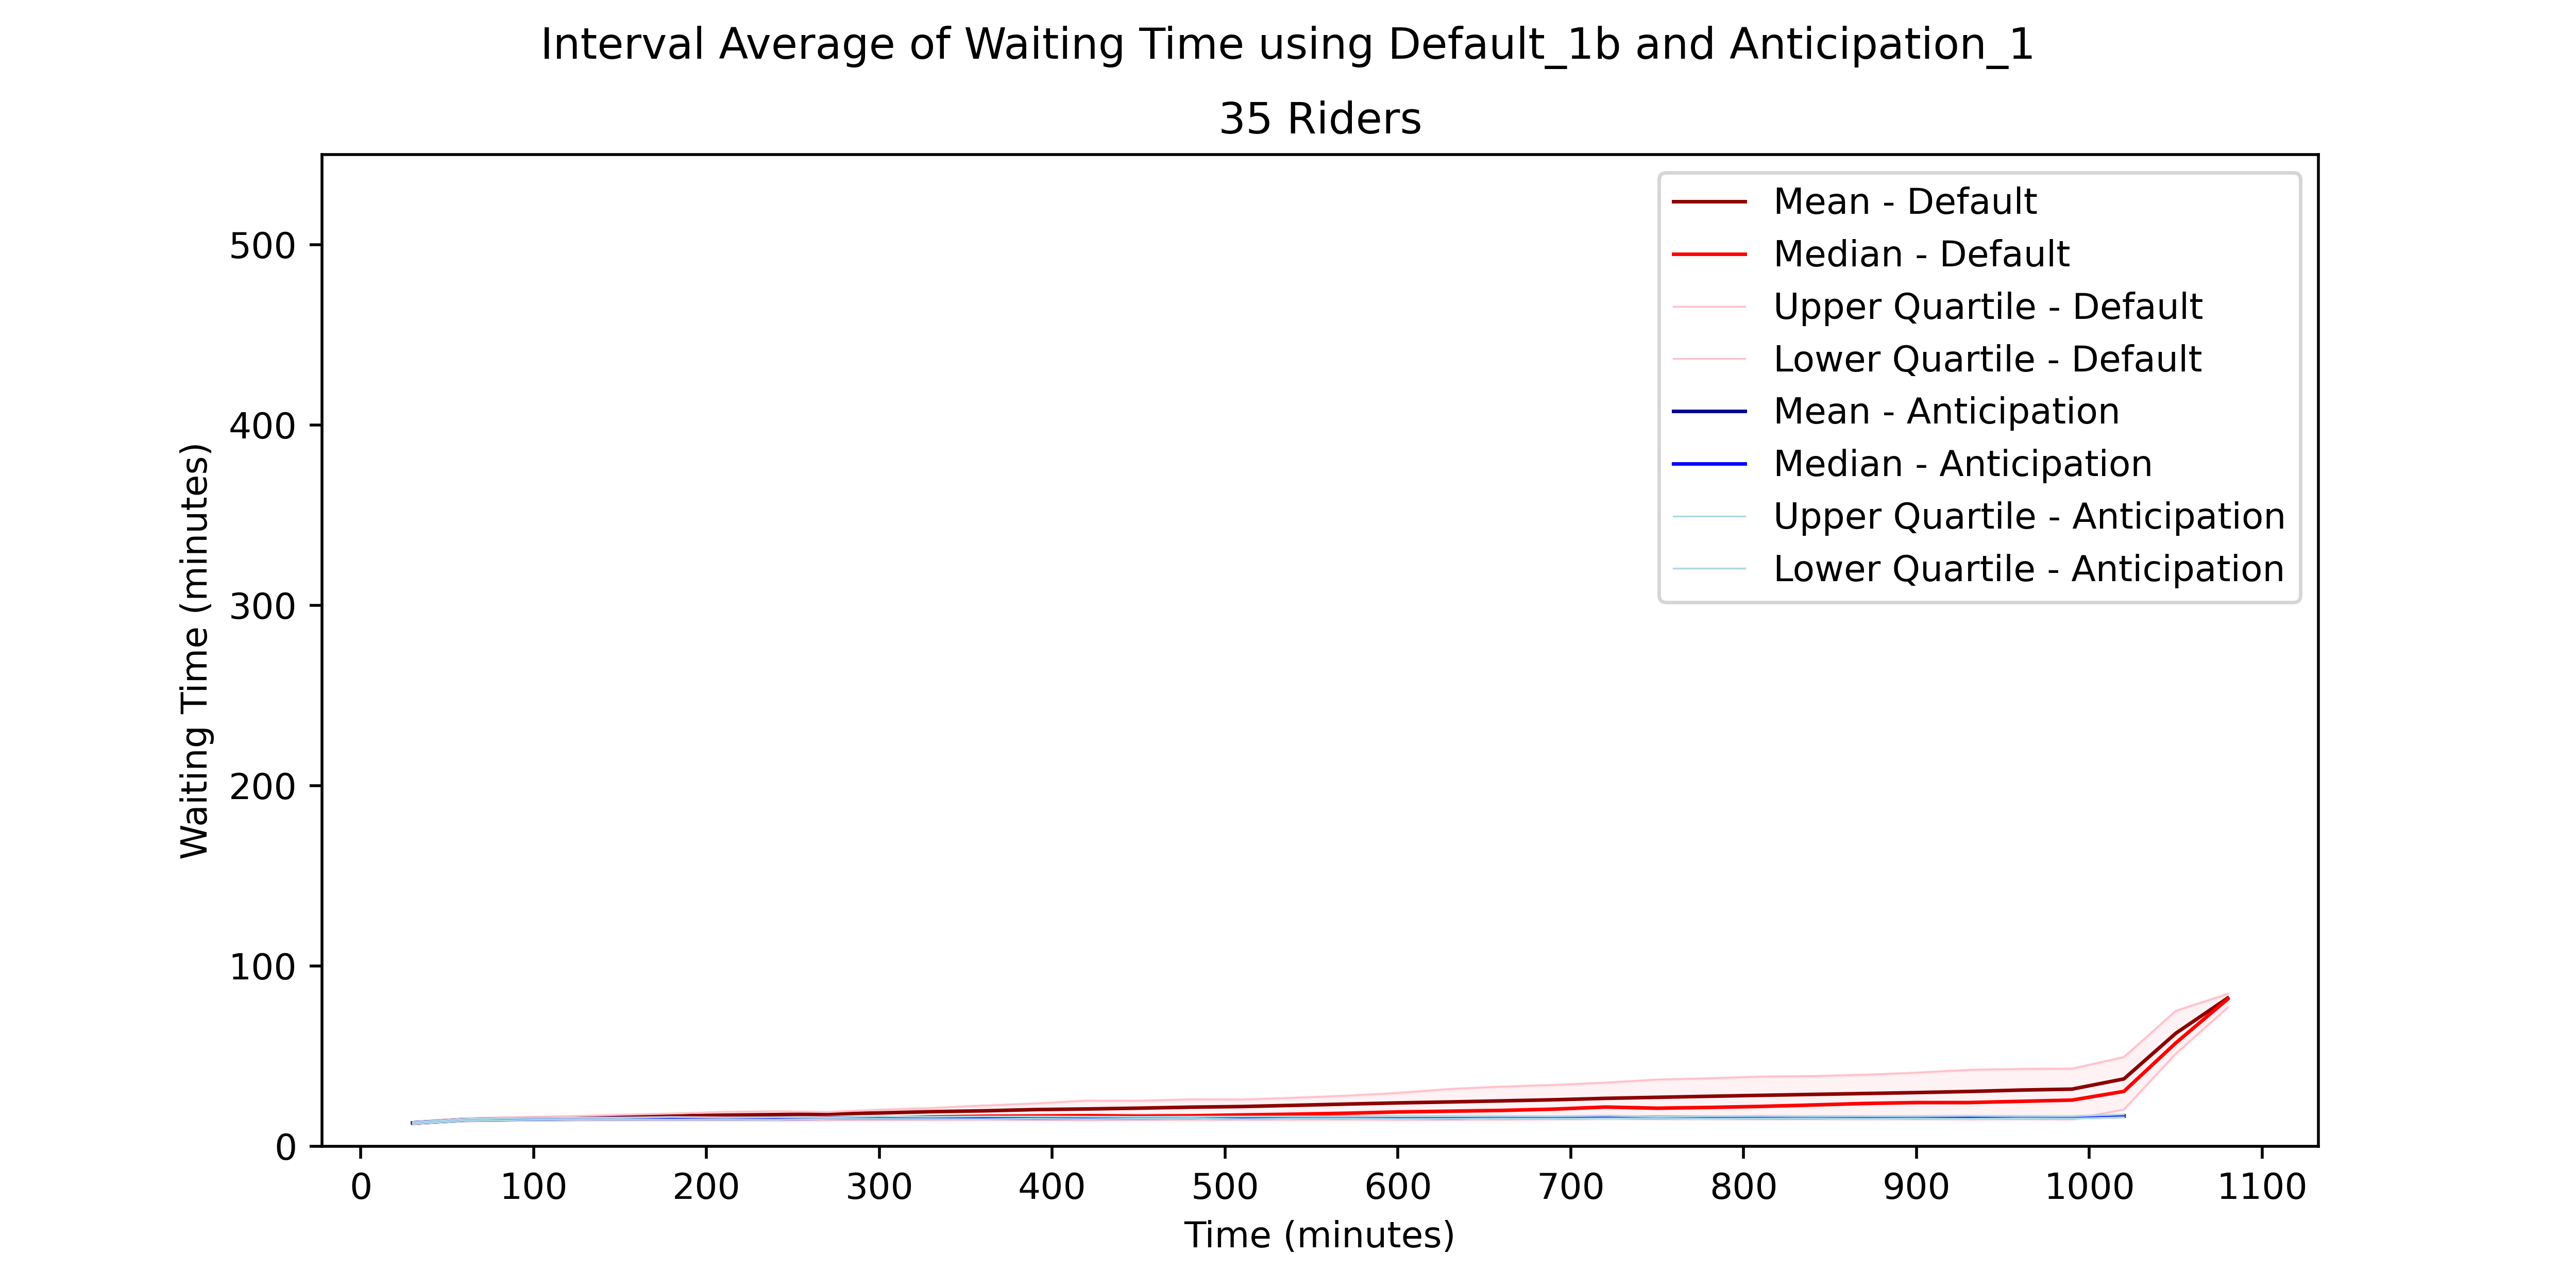 Interval Average of Waiting Time using Default_1b and Anticipation_1
35 Riders
Mean - Default
Median - Default
Upper Quartile - Default
Lower Quartile - Default
Mean - Anticipation
Median - Anticipation
Upper Quartile - Anticipation
Lower Quartile - Anticipation
Waiting Time (minutes)
500
400
300
200
100
0
0 100 200 300 400 500 600 700 800 900 1000 1100
Time (minutes)